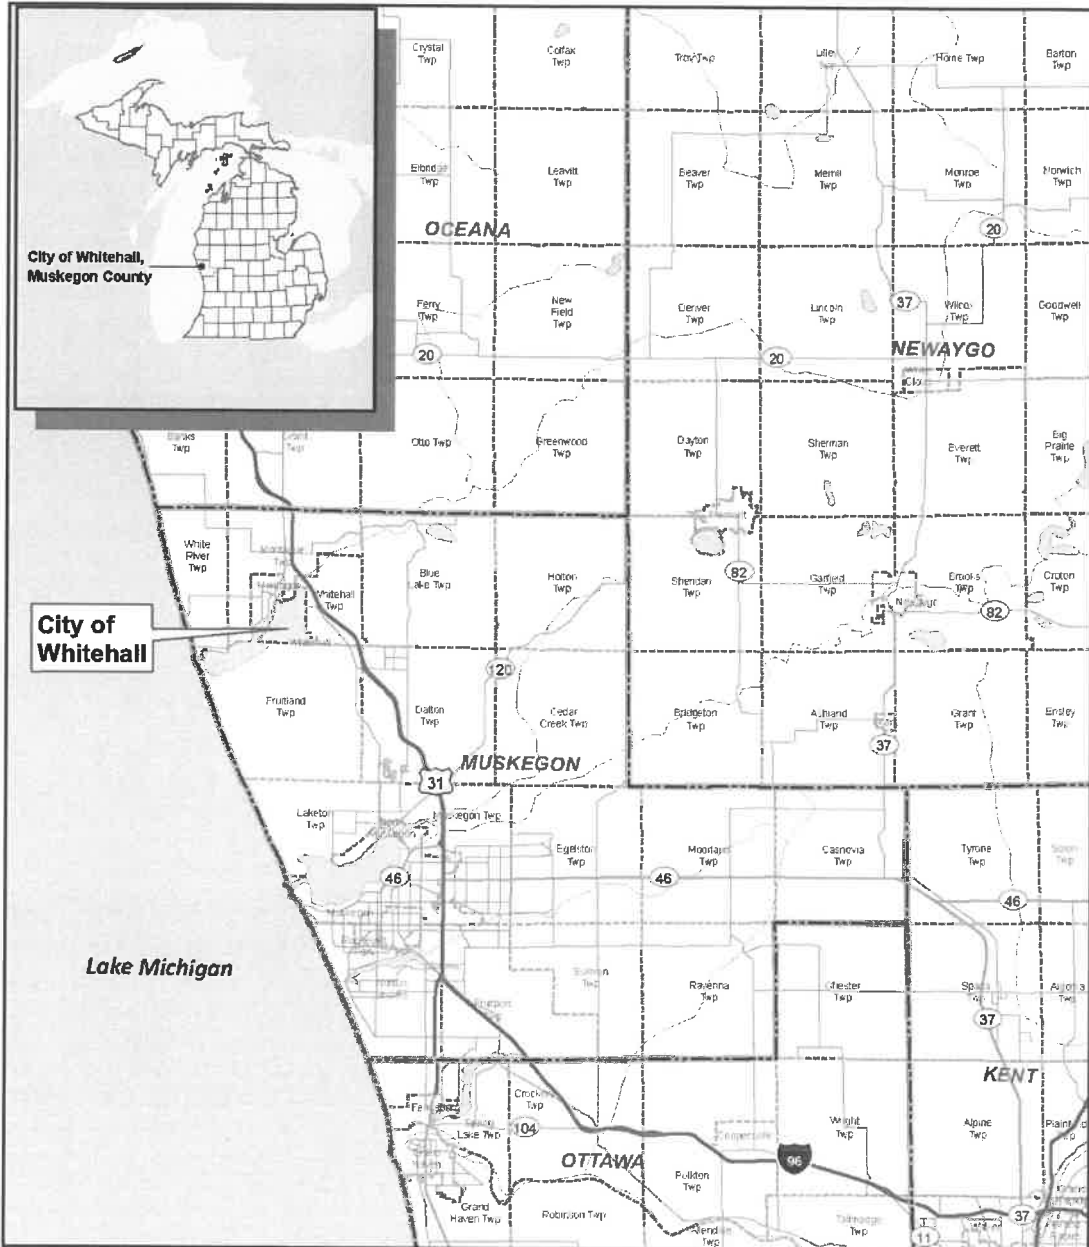 City of Whitehall,
Muskegon County
Crystal
Twp
Colfax
Twp
Troy Twp
Home Twp
Barton
Twp
Elbridge
Twp
Leavitt
Twp
Beaver
Twp
Merrill
Twp
Monroe
Twp
Norwich
Twp
OCEANA
20
Ferry
Twp
New
Field
Twp
Denver
Twp
Lincoln
Twp
37
Wilcox
Twp
Goodwell
Twp
20
20
NEWAYGO
Twp
Twp
Otto Twp
Greenwood
Twp
Dayton
Twp
Sherman
Twp
Everett
Twp
Big
Prairie
Twp
White
River
Twp
Whitehall
Twp
Blue
Lake Twp
Holton
Twp
Sheridan
Twp
82
Garfield
Twp
Brooks
Twp
Croton
Twp
82
City of
Whitehall
120
Fruitland
Twp
Dalton
Twp
Cedar
Creek Twp
Bridgeton
Twp
Ashland
Twp
Grant
Twp
Ensley
Twp
37
MUSKEGON
31
Laketon
Twp
Muskegon Twp
Egelston
Twp
Moorland
Twp
Casnovia
Twp
Tyrone
Twp
46
46
46
Lake Michigan
Ravenna
Twp
Chester
Twp
37
KENT
Twp
Lake Twp
104
Wright
Twp
Alpine
Twp
OTTAWA
96
Polkton
Twp
Grand
Haven Twp
Robinson Twp
Twp
37
11